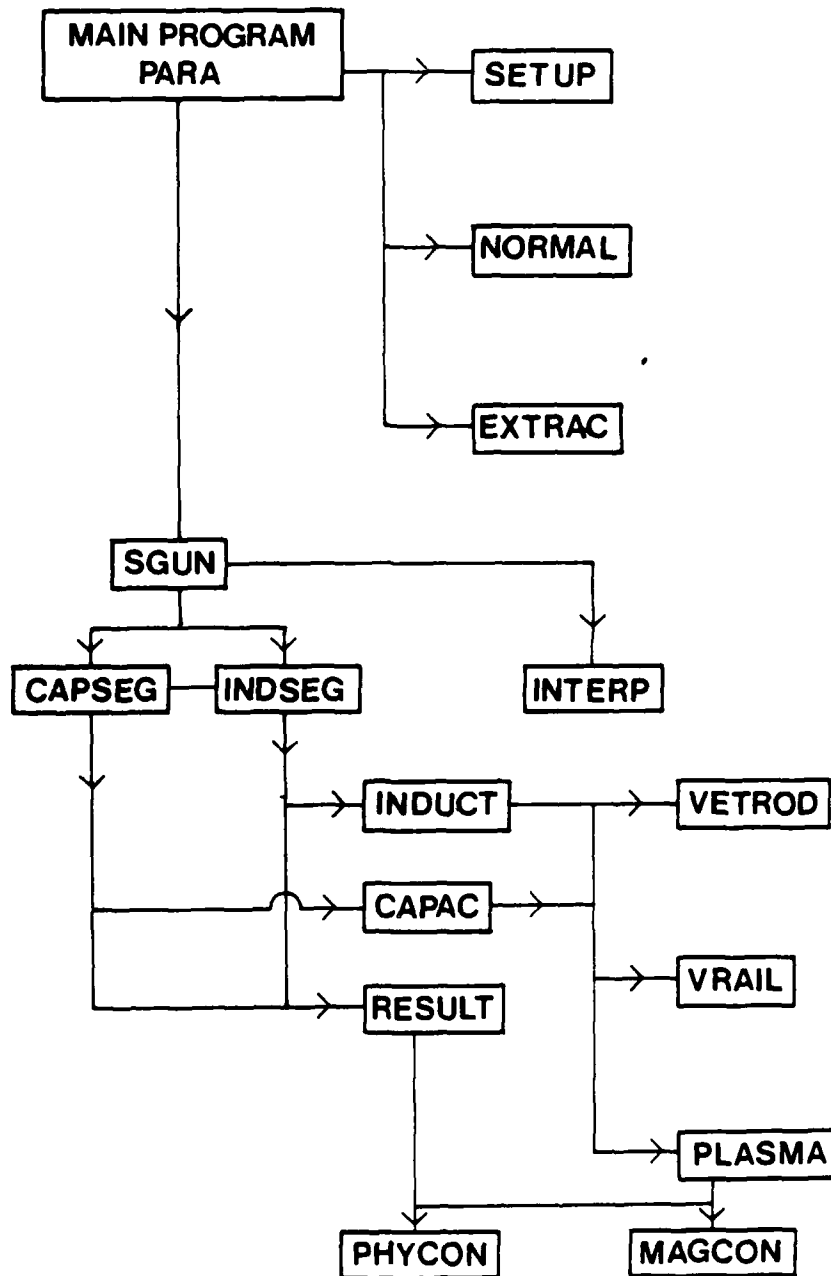 MAIN PROGRAM
PARA
SETUP
NORMAL
EXTRAC
SGUN
CAPSEG
INDSEG
INTERP
INDUCT
VETROD
CAPAC
VRAIL
RESULT
PLASMA
PHYCON
MAGCON